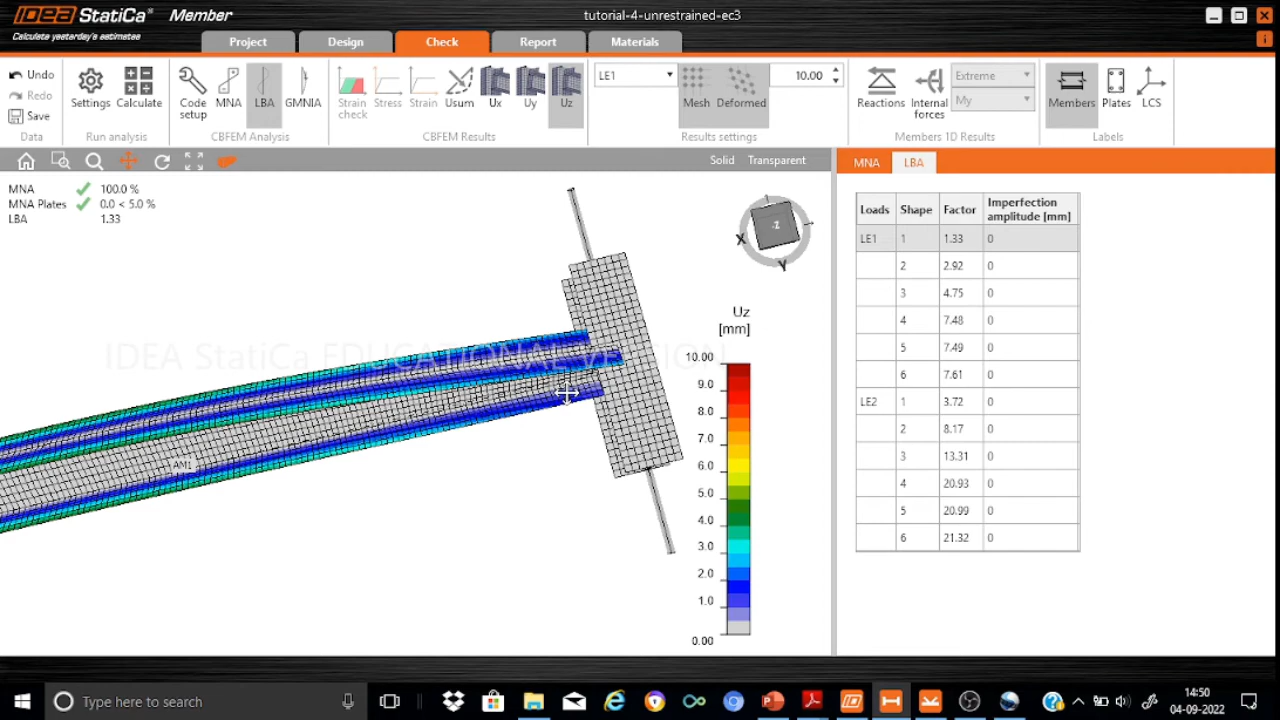 IDEA StatiCa® Member
Calculate yesterday's estimates
tutorial-4-unrestrained-ec3
Project Design Check Report Materials
Undo
Redo
Save
Data
Settings Calculate
Run analysis
Code setup MNA LBA GMNIA
CBFEM Analysis
Strain check Stress Strain Usum Ux Uy Uz
CBFEM Results
LE1 10.00
Mesh Deformed
Results settings
Reactions Internal forces
Extreme
My
Members 1D Results
Members Plates LCS
Labels
Solid Transparent
MNA LBA
MNA 100.0 %
MNA Plates 0.0 < 5.0 %
LBA 1.33
X
Y
Uz
[mm]
10.00
9.0
8.0
7.0
6.0
5.0
4.0
3.0
2.0
1.0
0.00
IDEA StatiCa EDUCATIONAL VERSION
AM1
Loads Shape Factor Imperfection amplitude [mm]
LE1 1 1.33 0
2 2.92 0
3 4.75 0
4 7.48 0
5 7.49 0
6 7.61 0
LE2 1 3.72 0
2 8.17 0
3 13.31 0
4 20.93 0
5 20.99 0
6 21.32 0
Type here to search
14:50
04-09-2022